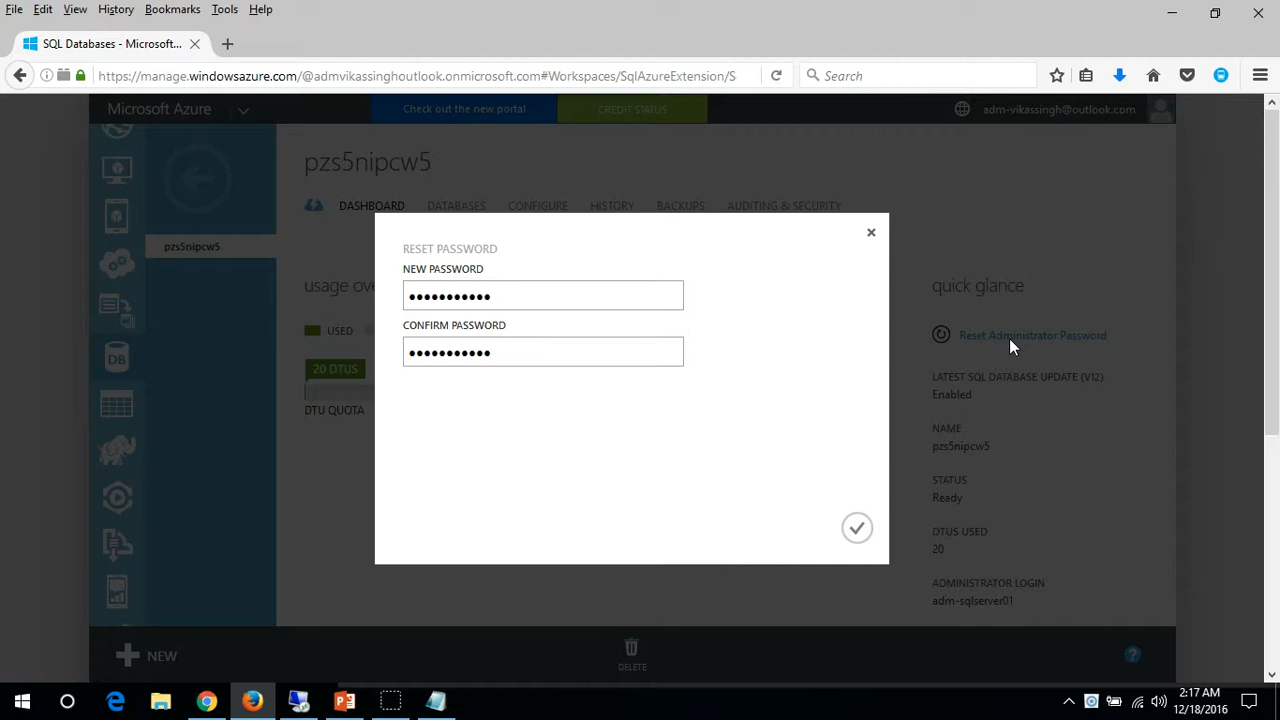 File Edit View History Bookmarks Tools Help
SQL Databases - Microsoft...
https://manage.windowsazure.com/@admvikassinghoutlook.onmicrosoft.com#Workspaces/SqlAzureExtension/S
Search
Microsoft Azure
Check out the new portal
CREDIT STATUS
adm-vikassingh@outlook.com
pzs5nipcw5
DASHBOARD DATABASES CONFIGURE HISTORY BACKUPS AUDITING & SECURITY
pzs5nipcw5
RESET PASSWORD
NEW PASSWORD
•••••••••••
CONFIRM PASSWORD
•••••••••••
usage ove
USED
20 DTUS
DTU QUOTA
quick glance
Reset Administrator Password
LATEST SQL DATABASE UPDATE (V12)
Enabled
NAME
pzs5nipcw5
STATUS
Ready
DTUS USED
20
ADMINISTRATOR LOGIN
adm-sqlserver01
DB
NEW
DELETE
?
2:17 AM
12/18/2016